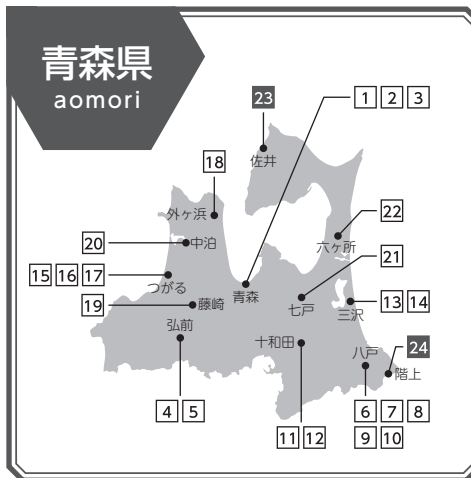 青森県
aomori
23
1 2 3
佐井
18
外ヶ浜
22
20
中泊
六ヶ所
21
15 16 17
つがる
青森
七戸
13 14
三沢
19
藤崎
弘前
十和田
八戸
24
階上
4 5
6 7 8
11 12
9 10